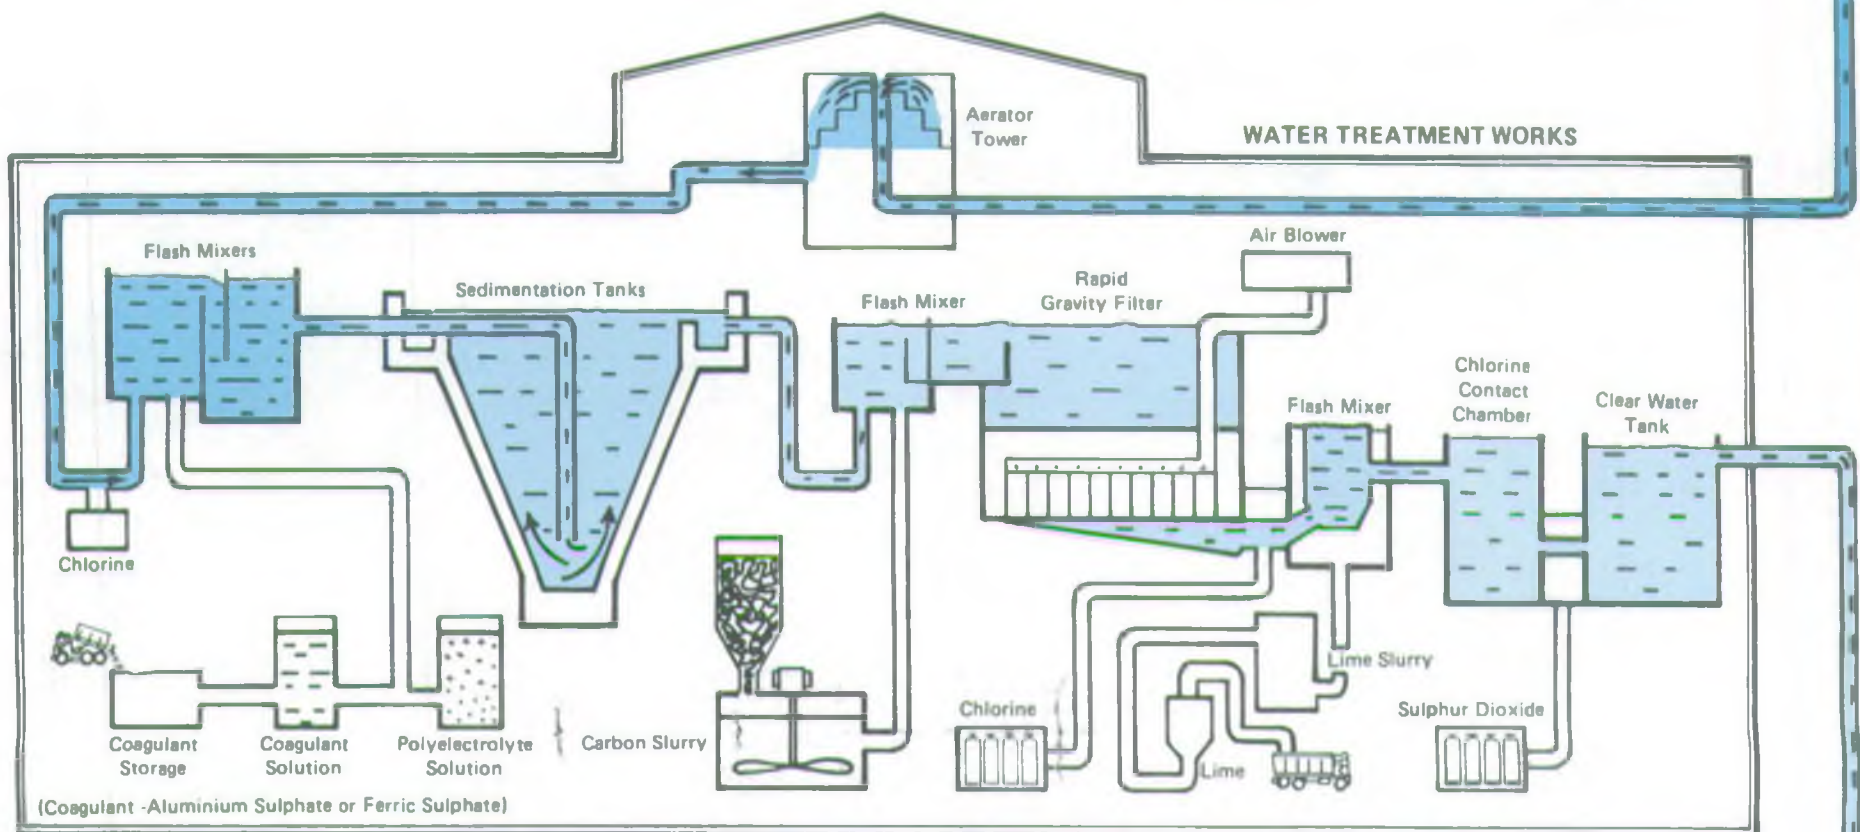 Aerator
Tower
WATER TREATMENT WORKS
Flash Mixers
Sedimentation Tanks
Flash Mixer
Rapid
Gravity Filter
Air Blower
Chlorine
Contact
Chamber
Flash Mixer
Clear Water
Tank
Chlorine
Lime Slurry
Chlorine
Sulphur Dioxide
Carbon Slurry
Lime
Coagulant
Storage
Coagulant
Solution
Polyelectrolyte
Solution
(Coagulant -Aluminium Sulphate or Ferric Sulphate)